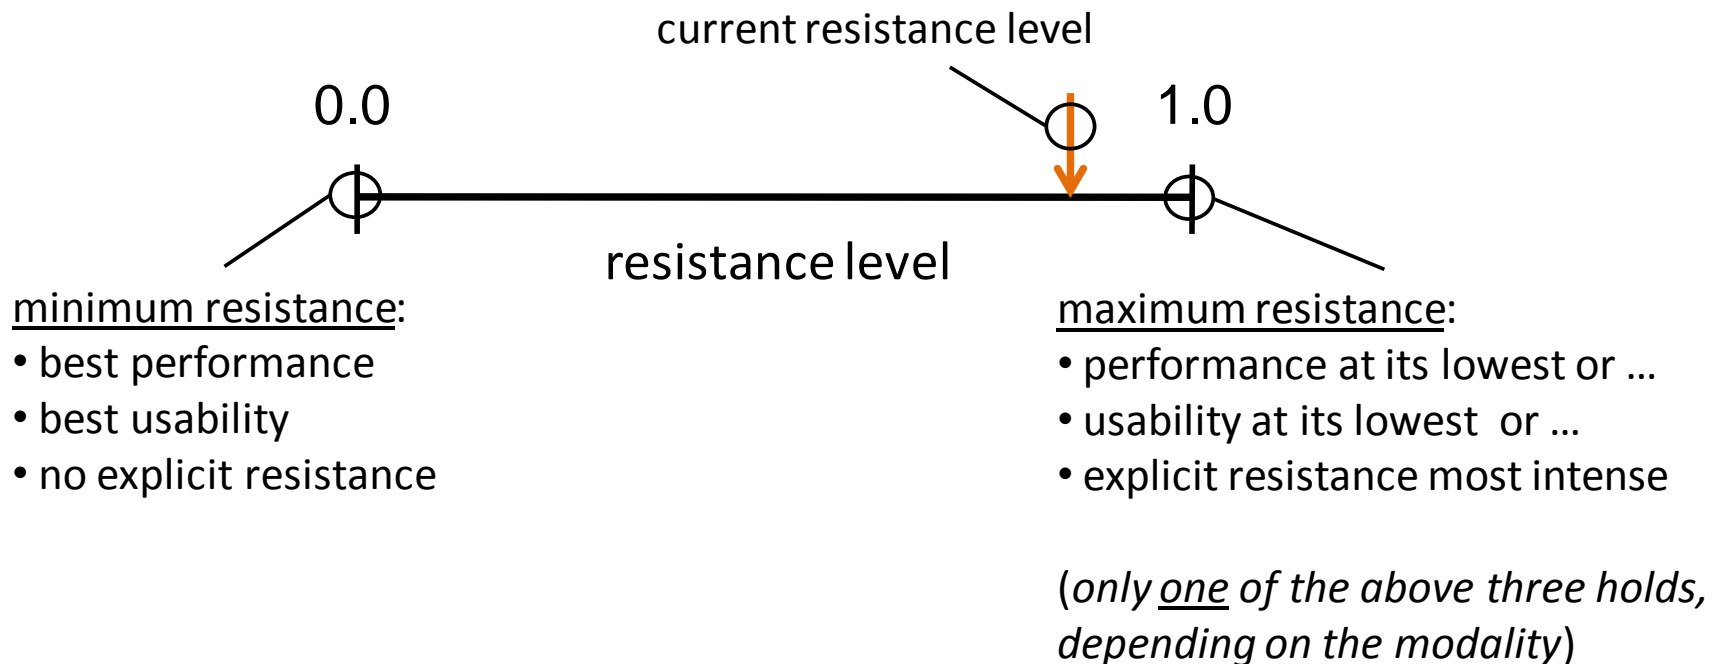 current resistance level
0.0
1.0
resistance level
minimum resistance:
• best performance
• best usability
• no explicit resistance
maximum resistance:
• performance at its lowest or ...
• usability at its lowest or ...
• explicit resistance most intense
(only one of the above three holds,
depending on the modality)